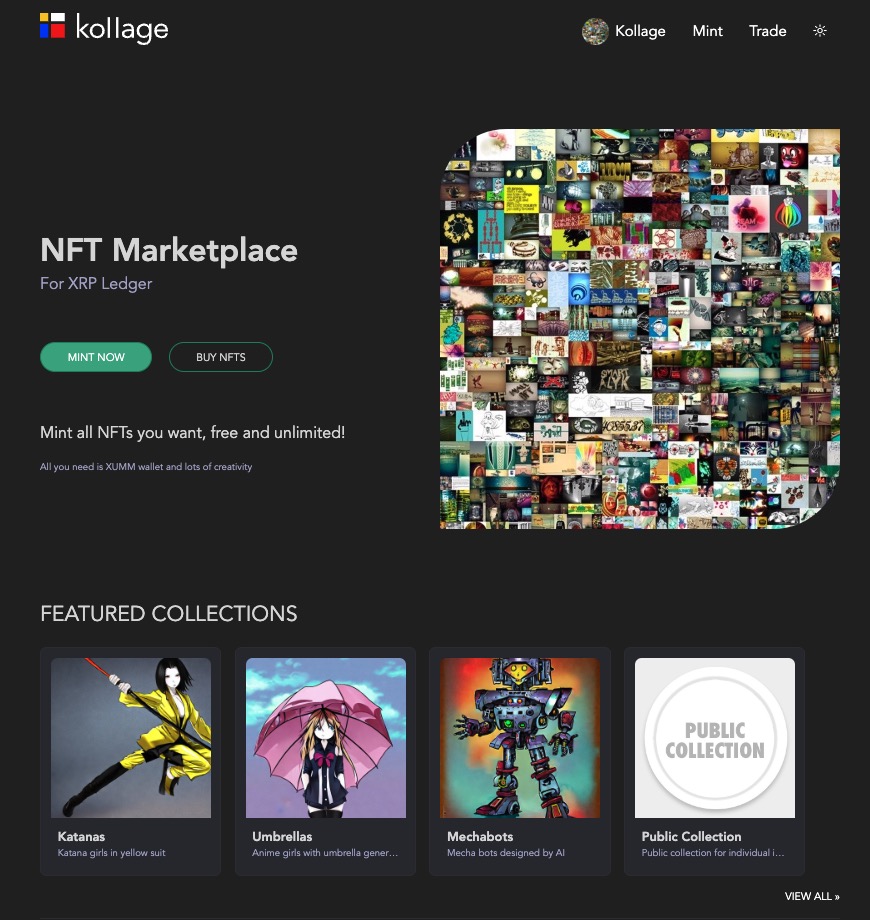 kollage
Kollage Mint Trade
NFT Marketplace
For XRP Ledger
MINT NOW BUY NFTS
Mint all NFTs you want, free and unlimited!
All you need is XUMM wallet and lots of creativity
FEATURED COLLECTIONS
PUBLIC
COLLECTION
Katanas
Katana girls in yellow suit
Umbrellas
Anime girls with umbrella gener...
Mechabots
Mecha bots designed by AI
Public Collection
Public collection for individual i...
VIEW ALL »